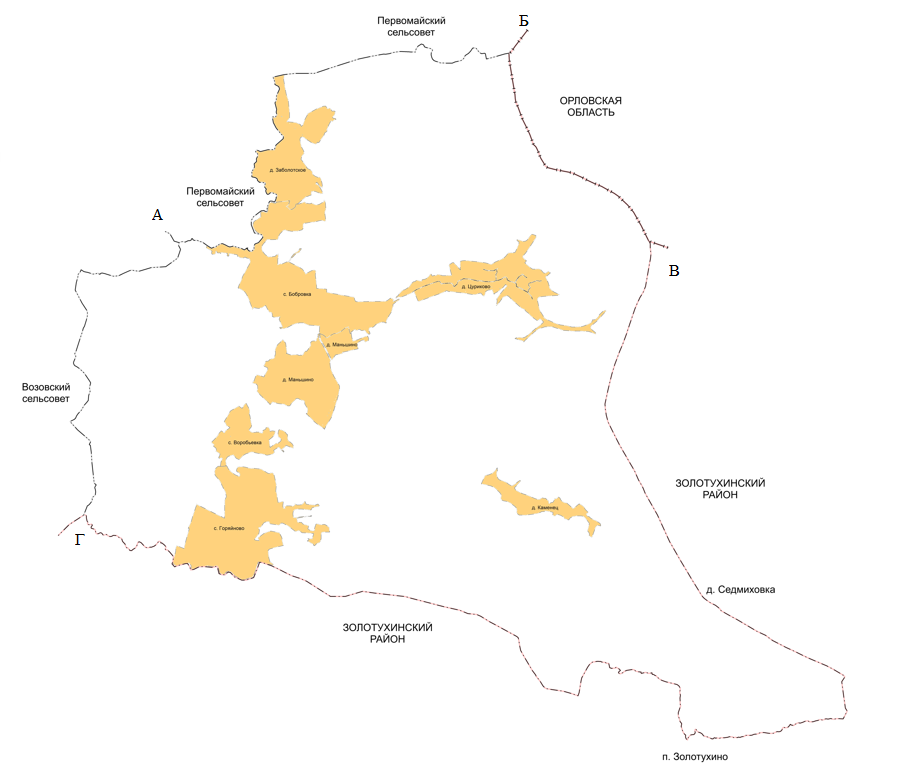 Б
Первомайский
сельсовет
ОРЛОВСКАЯ
ОБЛАСТЬ
д. Заболотское
Первомайский
сельсовет
А
В
с. Бобровка
д. Цуриково
д. Маньшино
д. Маньшино
Возовский
сельсовет
с. Воробьевка
ЗОЛОТУХИНСКИЙ
РАЙОН
д. Каменец
с. Горяйново
Г
д. Седмиховка
ЗОЛОТУХИНСКИЙ
РАЙОН
п. Золотухино